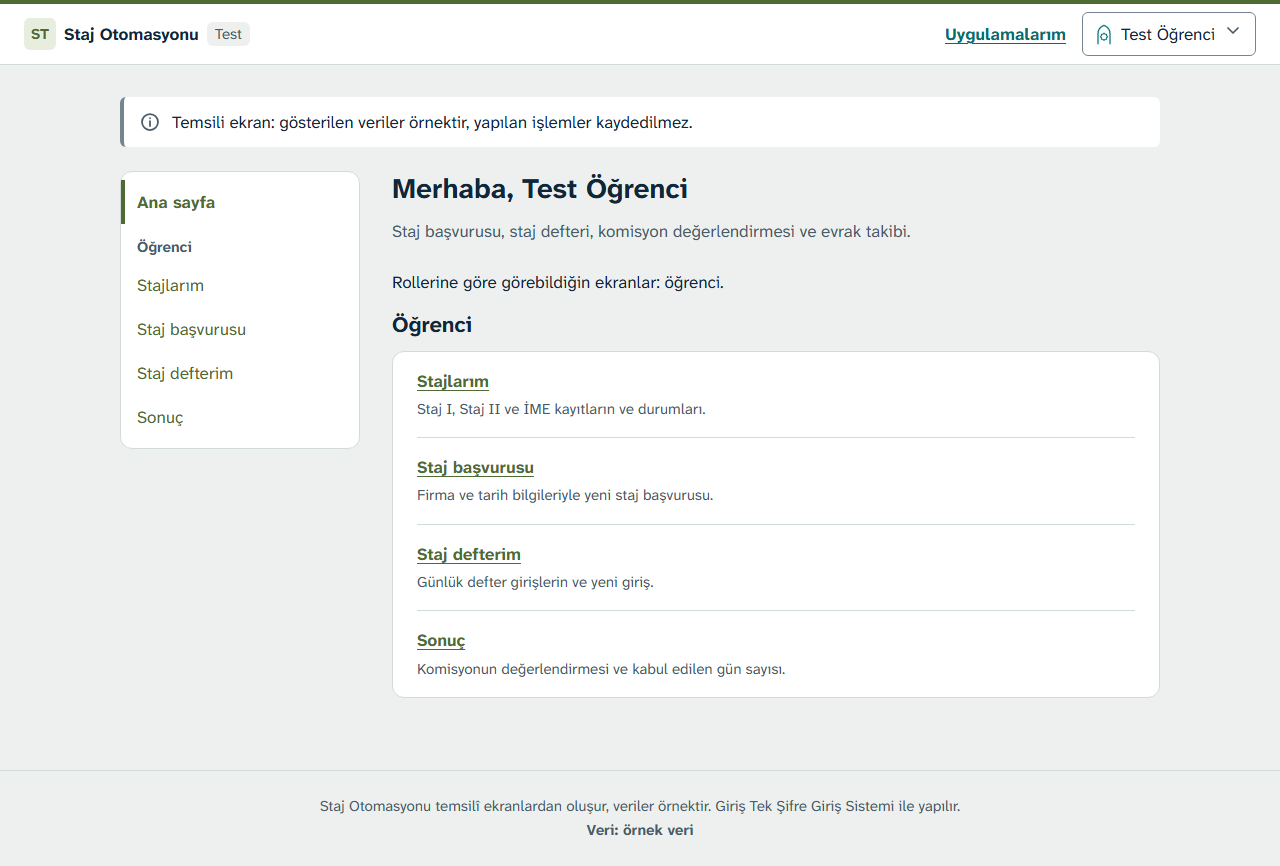 ST Staj Otomasyonu Test
Uygulamalarım
Test Öğrenci
Temsili ekran: gösterilen veriler örnektir, yapılan işlemler kaydedilmez.
Ana sayfa
Öğrenci
Stajlarım
Staj başvurusu
Staj defterim
Sonuç
Merhaba, Test Öğrenci
Staj başvurusu, staj defteri, komisyon değerlendirmesi ve evrak takibi.
Rollerine göre görebildiğin ekranlar: öğrenci.
Öğrenci
Stajlarım
Staj I, Staj II ve İME kayıtların ve durumları.
Staj başvurusu
Firma ve tarih bilgileriyle yeni staj başvurusu.
Staj defterim
Günlük defter girişlerin ve yeni giriş.
Sonuç
Komisyonun değerlendirmesi ve kabul edilen gün sayısı.
Staj Otomasyonu temsilî ekranlardan oluşur, veriler örnektir. Giriş Tek Şifre Giriş Sistemi ile yapılır.
Veri: örnek veri